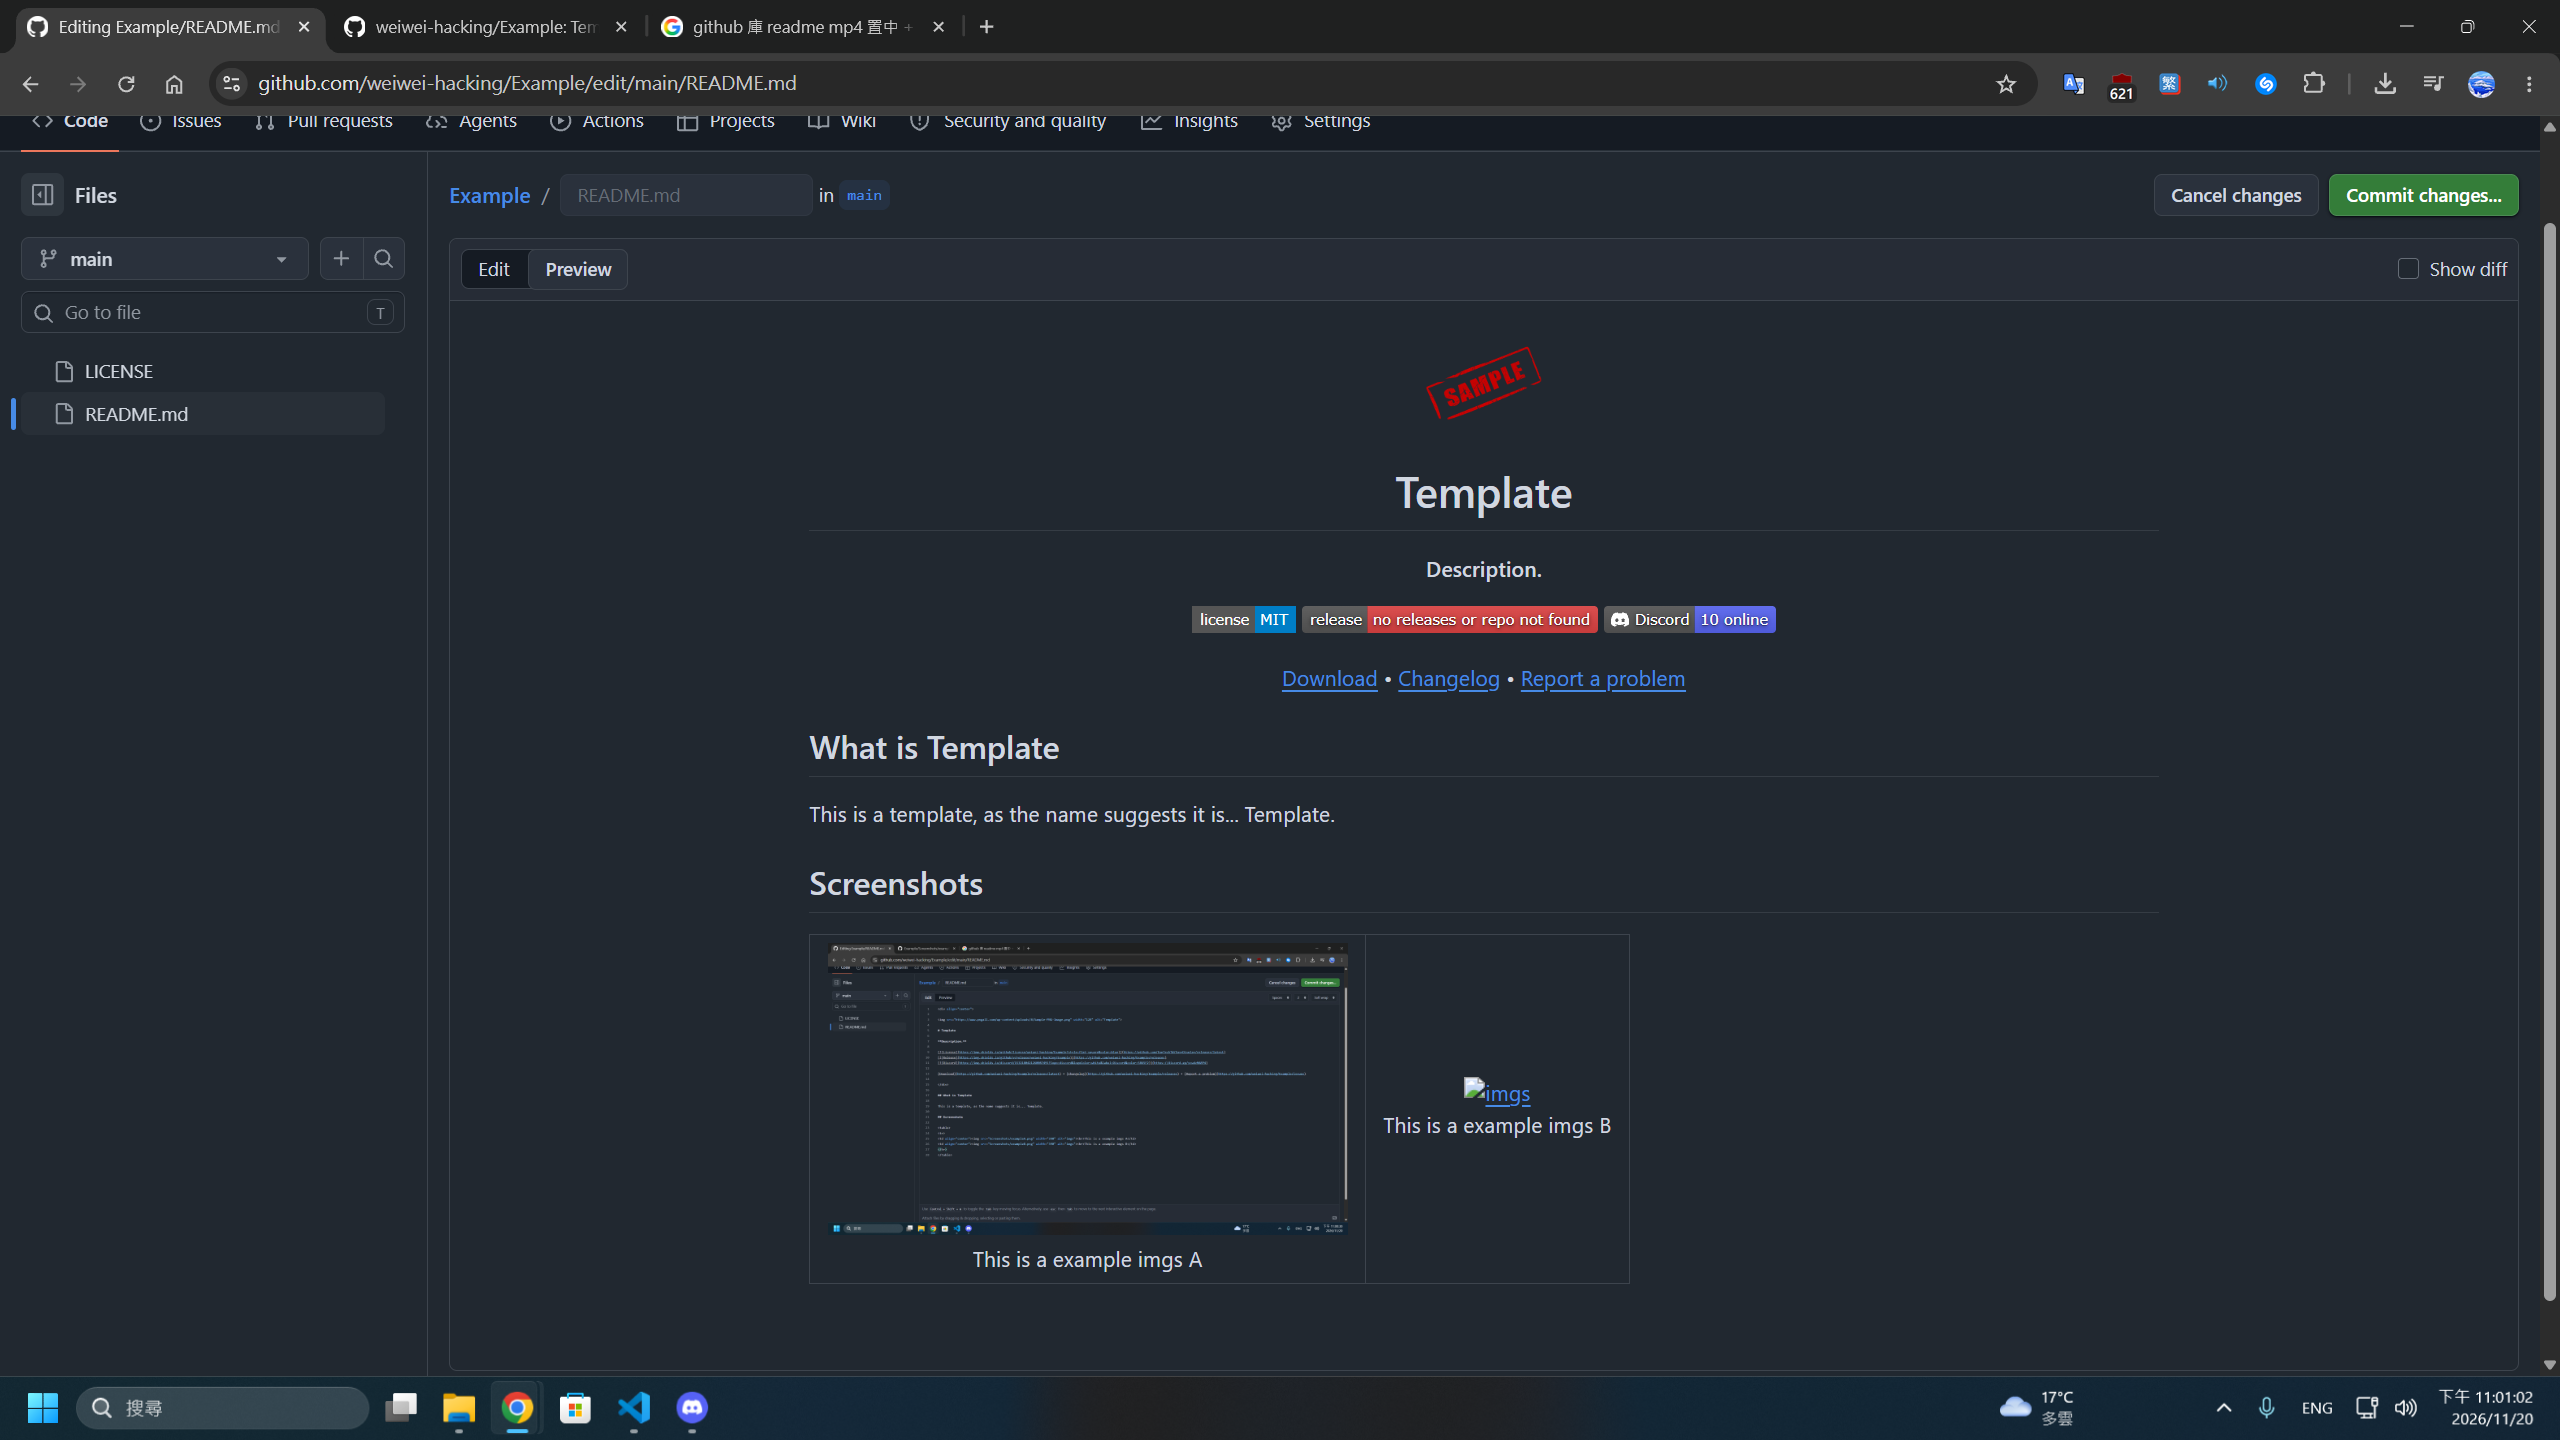 Editing Example/README.md
weiwei-hacking/Example: Tem
github 庫 readme mp4 置中 +
github.com/weiwei-hacking/Example/edit/main/README.md
621
繁
Code
Issues
Pull requests
Agents
Actions
Projects
Wiki
Security and quality
Insights
Settings
Files
Example / README.md in main
Cancel changes
Commit changes...
main
Edit
Preview
Show diff
Go to file
T
LICENSE
README.md
SAMPLE
Template
Description.
license MIT
release no releases or repo not found
Discord 10 online
Download • Changelog • Report a problem
What is Template
This is a template, as the name suggests it is... Template.
Screenshots
imgs
This is a example imgs B
This is a example imgs A
搜尋
17°C
多雲
ENG
下午 11:01:02
2026/11/20